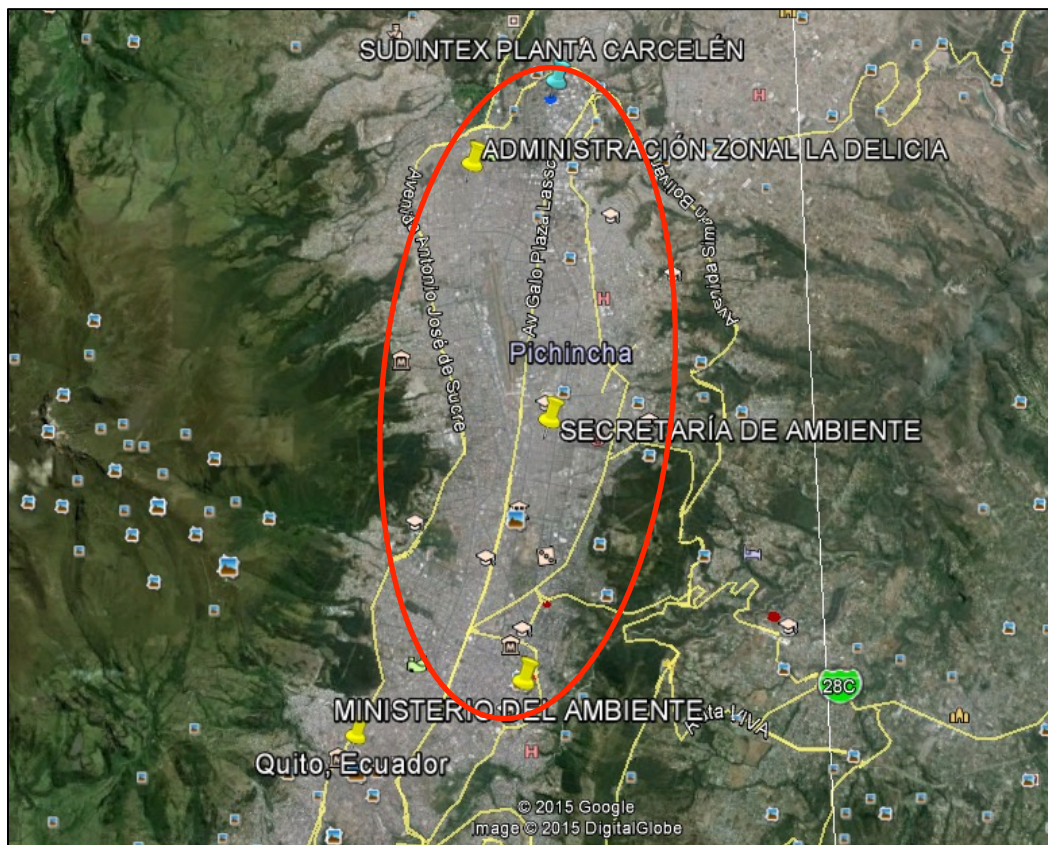 SUDINTEX PLANTA CARCELÉN
ADMINISTRACIÓN ZONAL LA DELICIA
Avenida Antonio José de Sucre
Av Galo Plaza Lasso
Avenida Simón Bolívar
H
H
Pichincha
SECRETARÍA DE AMBIENTE
M
M
28C
MINISTERIO DEL AMBIENTE
VIVA
H
Quito, Ecuador
© 2015 Google
Image © 2015 DigitalGlobe